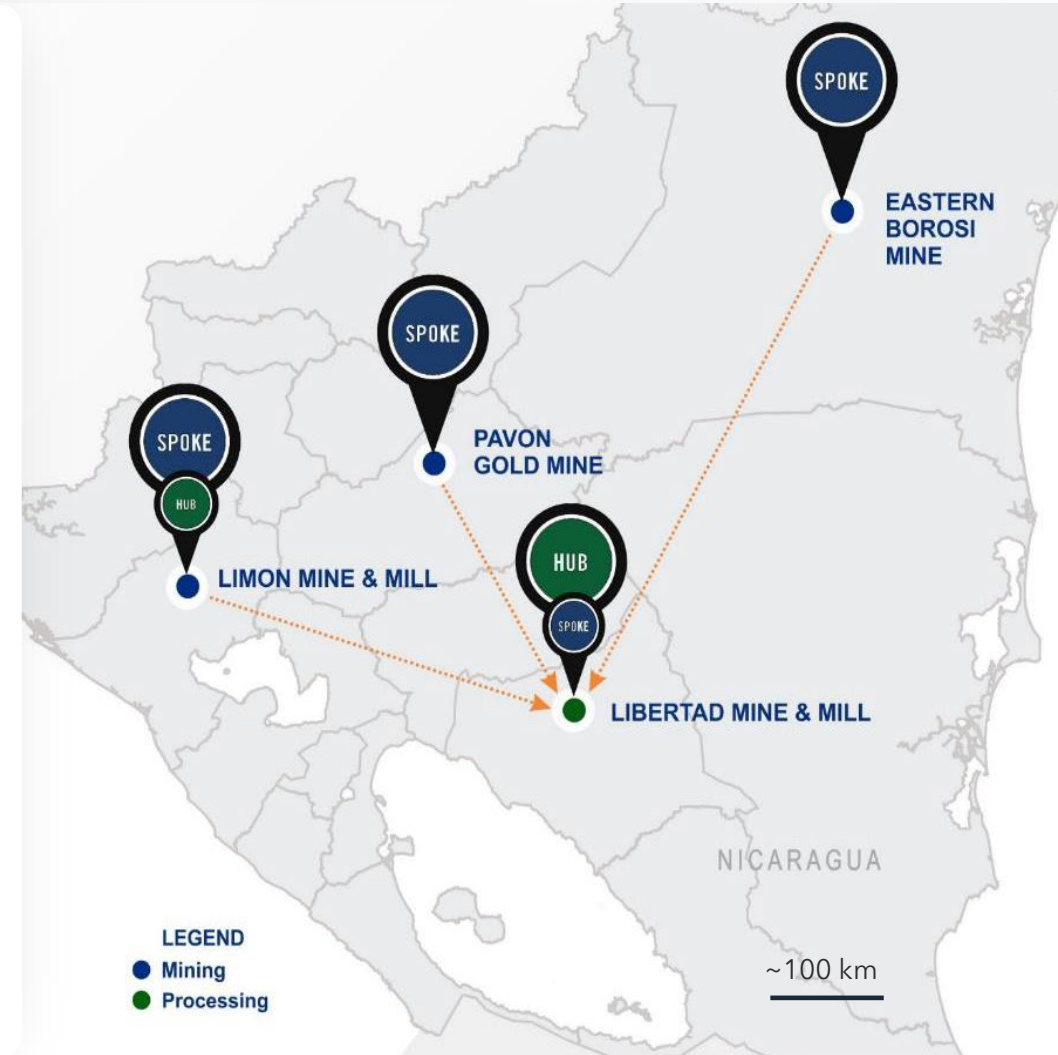 SPOKE
EASTERN
BOROSI
MINE
SPOKE
PAVON
GOLD MINE
SPOKE
HUB
LIMON MINE & MILL
HUB
SPOKE
LIBERTAD MINE & MILL
NICARAGUA
LEGEND
Mining
Processing
~100 km